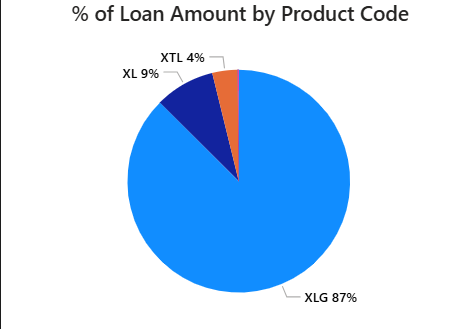 % of Loan Amount by Product Code
XTL 4%
XL 9%
XLG 87%